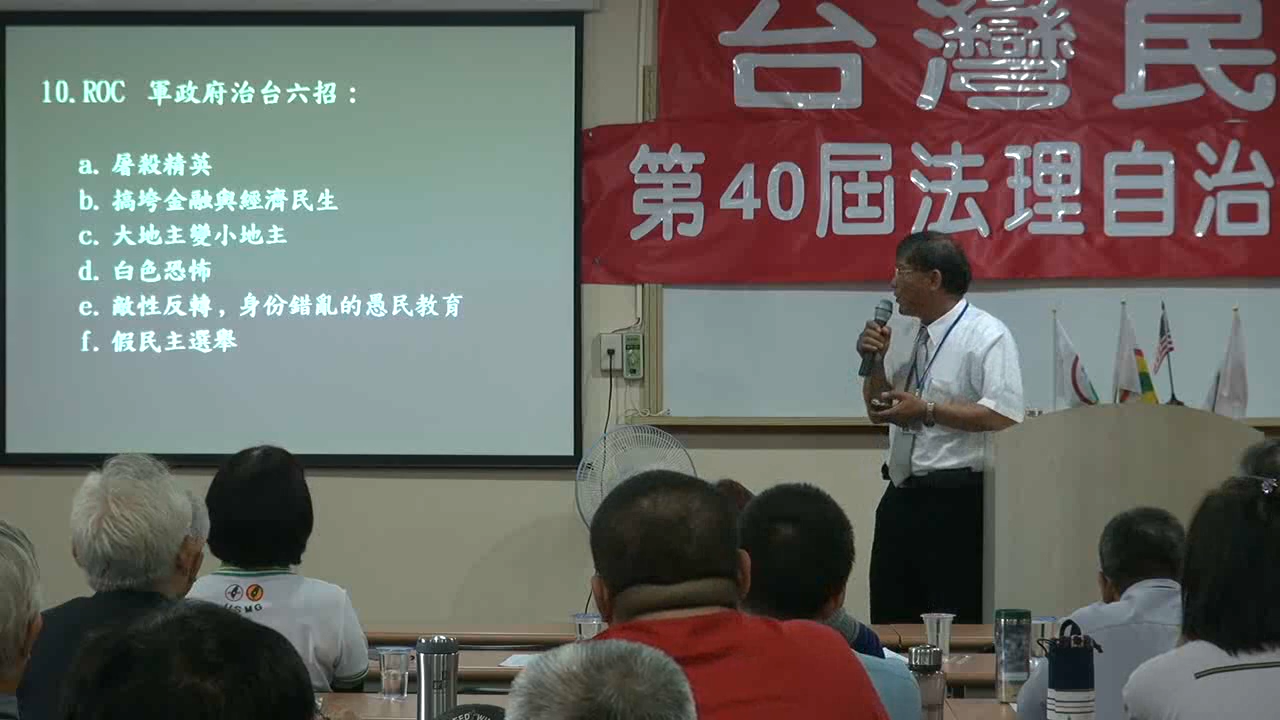 10. ROC 軍政府治台六招：
a. 屠殺精英
b. 搞垮金融與經濟民生
c. 大地主變小地主
d. 白色恐怖
e. 敵性反轉，身份錯亂的愚民教育
f. 假民主選舉
台灣民
第40屆法理自治
USMG